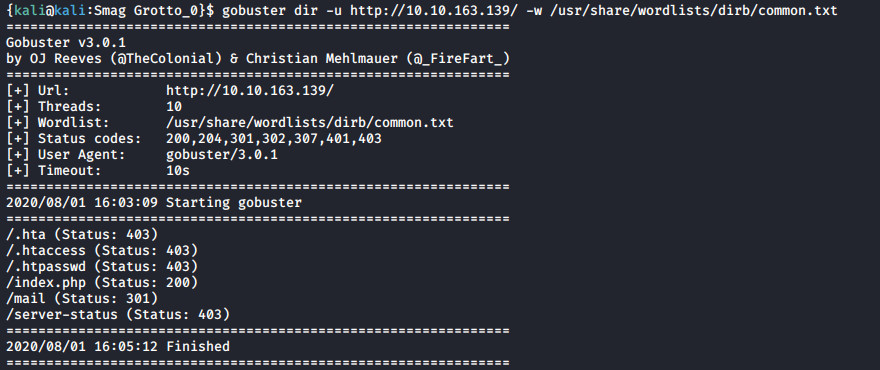 {kali@kali:Smag Grotto_0}$ gobuster dir -u http://10.10.163.139/ -w /usr/share/wordlists/dirb/common.txt
===============================================================
Gobuster v3.0.1
by OJ Reeves (@TheColonial) & Christian Mehlmauer (@_FireFart_)
===============================================================
[+] Url:            http://10.10.163.139/
[+] Threads:        10
[+] Wordlist:       /usr/share/wordlists/dirb/common.txt
[+] Status codes:   200,204,301,302,307,401,403
[+] User Agent:     gobuster/3.0.1
[+] Timeout:        10s
===============================================================
2020/08/01 16:03:09 Starting gobuster
===============================================================
/.hta (Status: 403)
/.htaccess (Status: 403)
/.htpasswd (Status: 403)
/index.php (Status: 200)
/mail (Status: 301)
/server-status (Status: 403)
===============================================================
2020/08/01 16:05:12 Finished
===============================================================